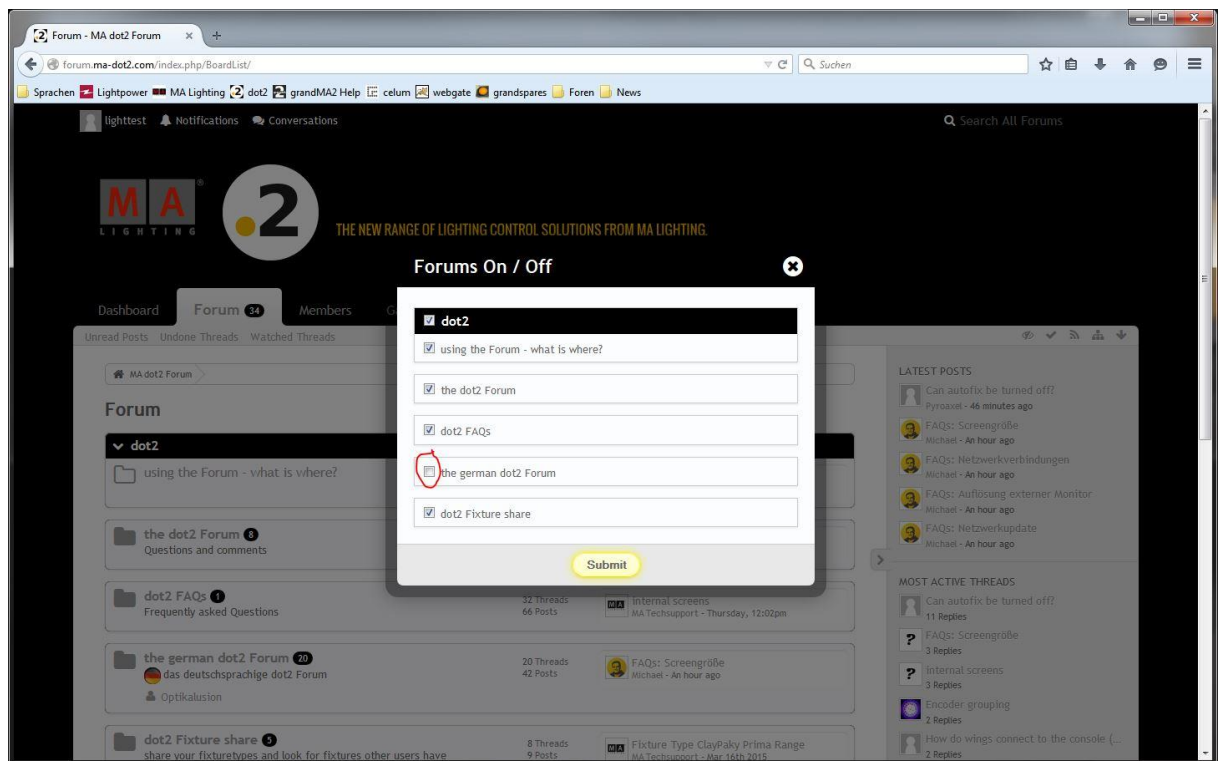 Forum - MA dot2 Forum
forum.ma-dot2.com/index.php/BoardList/
Suchen
Sprachen Lightpower MA Lighting dot2 grandMA2 Help celum webgate grandspares Foren News
lighttest Notifications Conversations
Search All Forums
MA®
LIGHTING
.2
THE NEW RANGE OF LIGHTING CONTROL SOLUTIONS FROM MA LIGHTING.
Forums On / Off
Dashboard Forum 34 Members
Unread Posts Undone Threads Watched Threads
dot2
using the Forum - what is where?
the dot2 Forum
dot2 FAQs
the german dot2 Forum
dot2 Fixture share
Submit
MA dot2 Forum
Forum
dot2
using the Forum - what is where?
the dot2 Forum 8
Questions and comments
dot2 FAQs 1
Frequently asked Questions
32 Threads
66 Posts
internal screens
MA Techsupport - Thursday, 12:02pm
the german dot2 Forum 20
das deutschsprachige dot2 Forum
Optikalusion
20 Threads
42 Posts
FAQs: Screengröße
Michael - An hour ago
dot2 Fixture share 5
share your fixturetypes and look for fixtures other users have
8 Threads
9 Posts
Fixture Type ClayPaky Prima Range
MA Techsupport - Mar 16th 2015
LATEST POSTS
Can autofix be turned off?
Pyroaxel - 46 minutes ago
FAQs: Screengröße
Michael - An hour ago
FAQs: Netzwerkverbindungen
Michael - An hour ago
FAQs: Auflösung externer Monitor
Michael - An hour ago
FAQs: Netzwerkupdate
Michael - An hour ago
MOST ACTIVE THREADS
Can autofix be turned off?
11 Replies
FAQs: Screengröße
3 Replies
internal screens
3 Replies
Encoder grouping
2 Replies
How do wings connect to the console (...
2 Replies